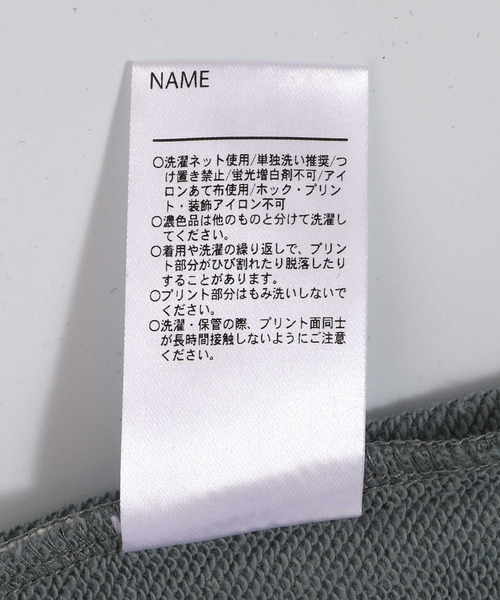 NAME
○洗濯ネット使用/単独洗い推奨/つ
け置き禁止/蛍光増白剤不可/アイ
ロンあて布使用/ホック・プリン
ト・装飾アイロン不可
○濃色品は他のものと分けて洗濯し
てください。
○着用や洗濯の繰り返しで、プリン
ト部分がひび割れたり脱落したり
することがあります。
○プリント部分はもみ洗いしないで
ください。
○洗濯・保管の際、プリント面同士
が長時間接触しないようにご注意
ください。